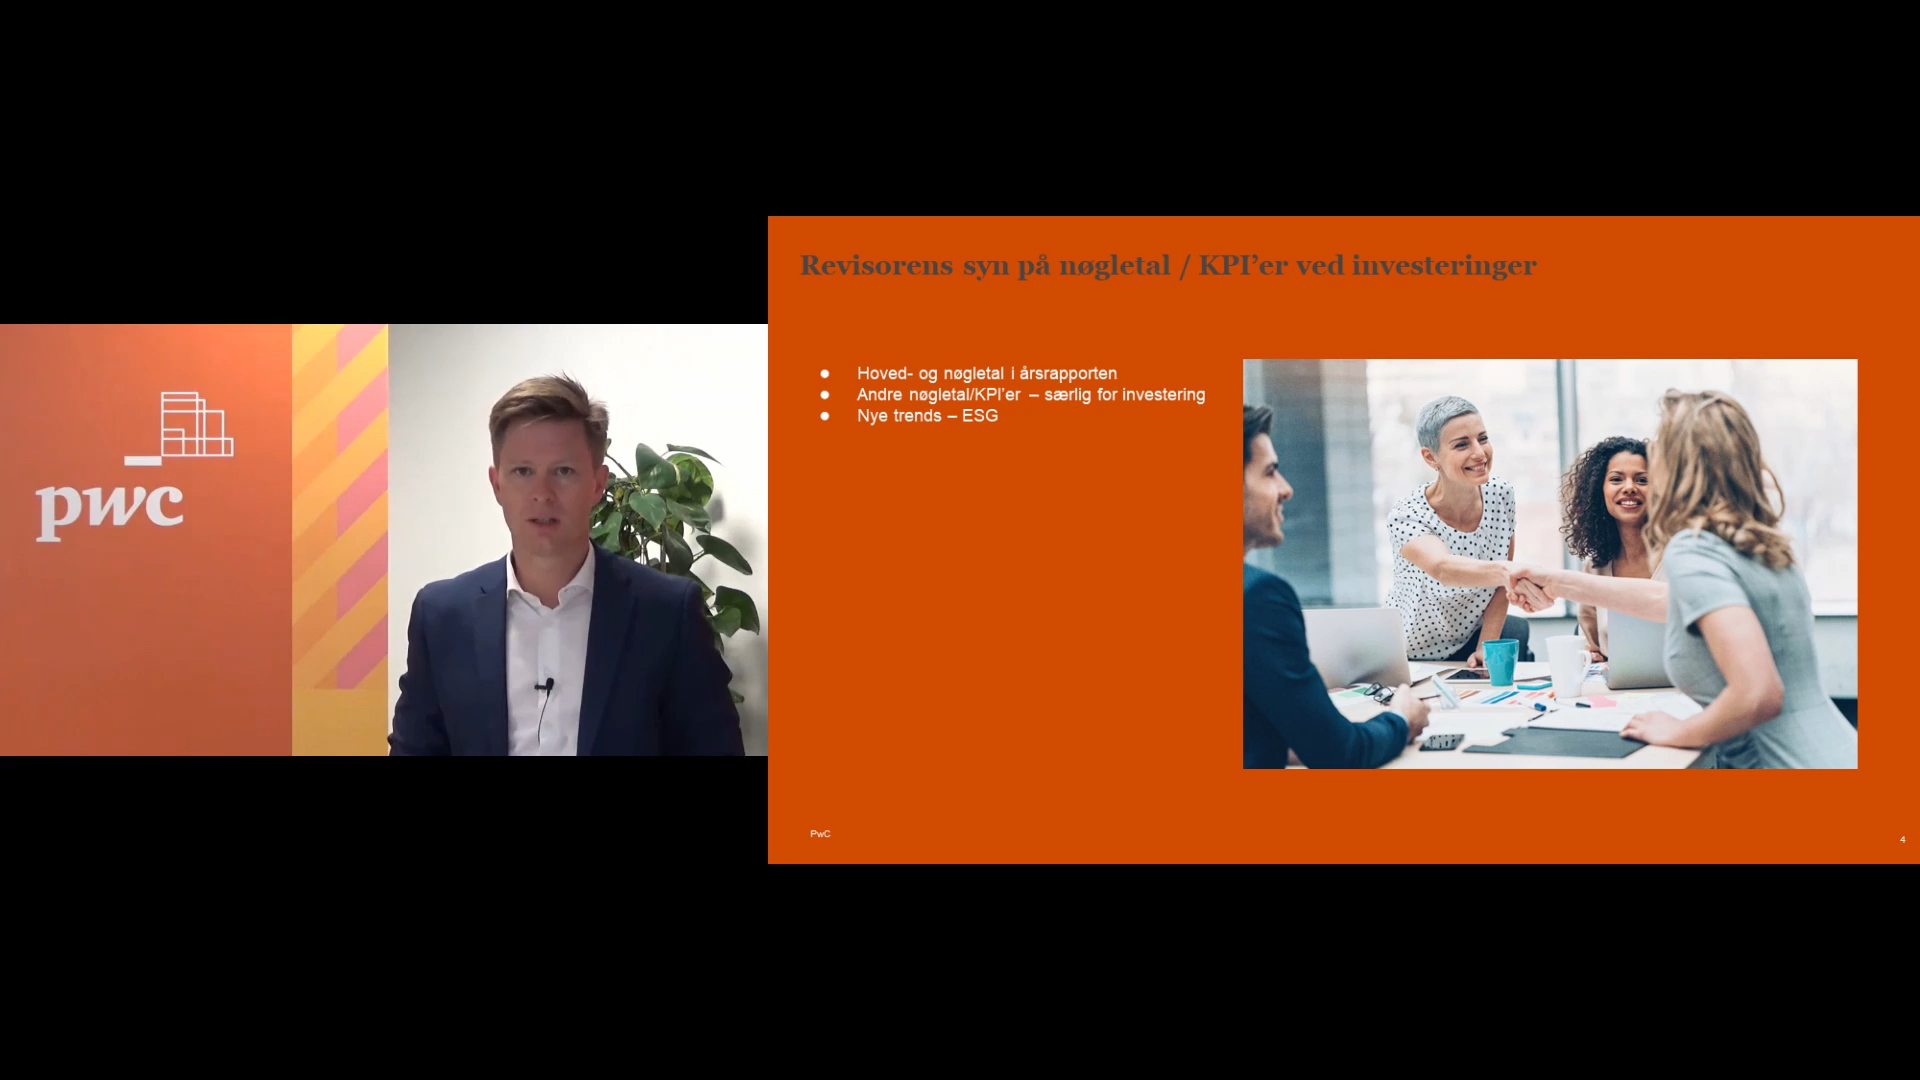 pwc
Revisorens syn på nøgletal / KPI’er ved investeringer
● Hoved- og nøgletal i årsrapporten
● Andre nøgletal/KPI’er – særlig for investering
● Nye trends – ESG
PwC
4